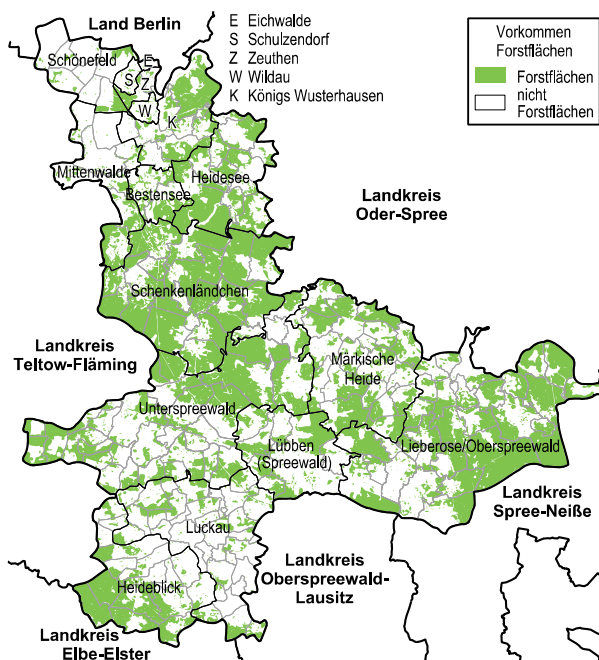 Land Berlin
E Eichwalde
S Schulzendorf
Z Zeuthen
W Wildau
K Königs Wusterhausen
Vorkommen
Forstflächen
Forstflächen
nicht
Forstflächen
Schönefeld
E
S
Z
W
K
Mittenwalde
Heidesee
Bestensee
Landkreis
Oder-Spree
Schenkenländchen
Landkreis
Teltow-Fläming
Märkische
Heide
Unterspreewald
Lübben
(Spreewald)
Lieberose/Oberspreewald
Landkreis
Spree-Neiße
Luckau
Landkreis
Oberspreewald-
Lausitz
Heideblick
Landkreis
Elbe-Elster